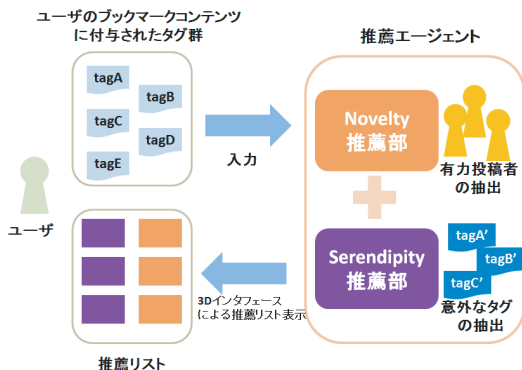 ユーザのブックマークコンテンツ
に付与されたタグ群
tagA
tagB
tagC
tagD
tagE
ユーザ
入力
推薦エージェント
Novelty
推薦部
有力投稿者
の抽出
Serendipity
推薦部
tagA’
tagB’
tagC’
意外なタグ
の抽出
3Dインタフェース
による推薦リスト表示
推薦リスト